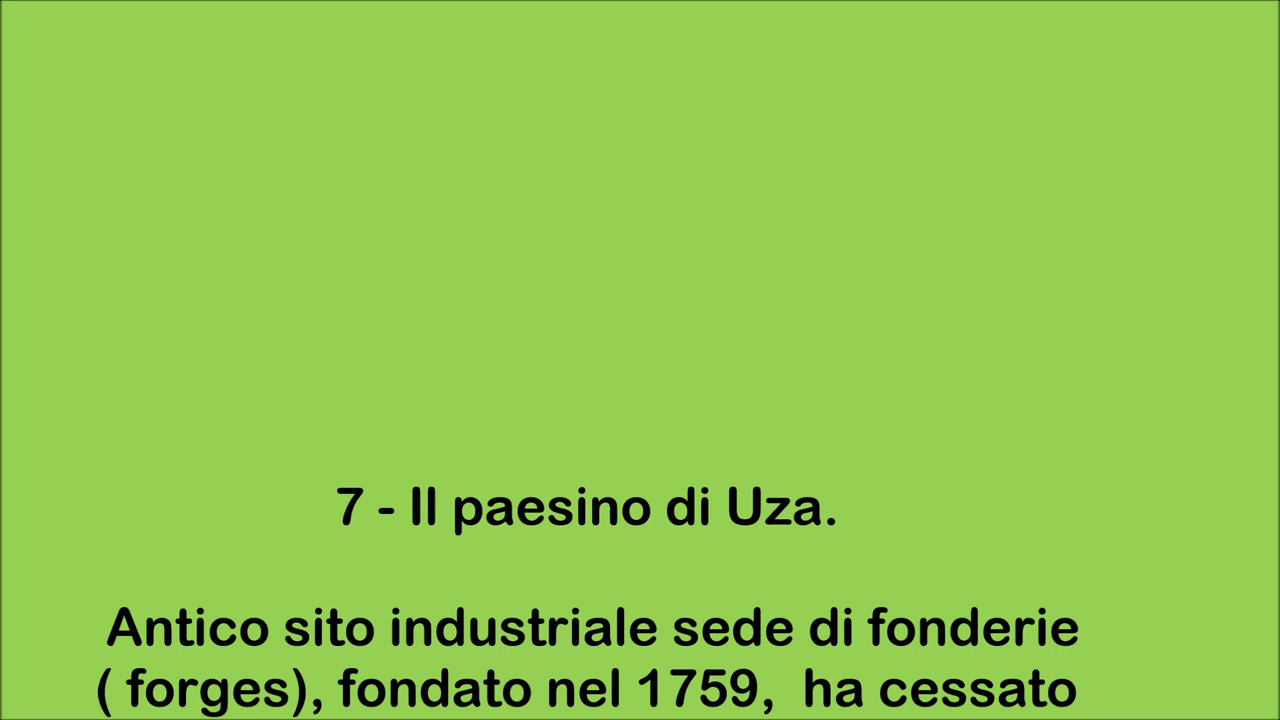 7 - Il paesino di Uza.
Antico sito industriale sede di fonderie
( forges), fondato nel 1759,  ha cessato